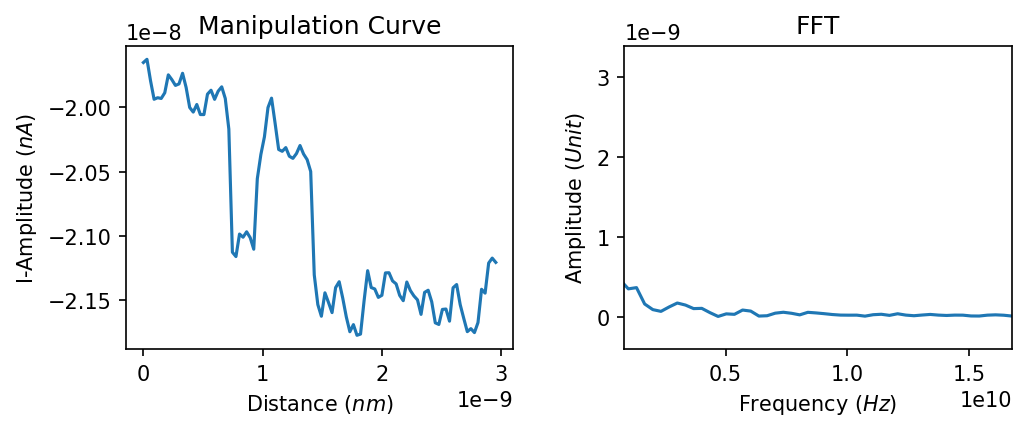 Manipulation Curve
1e−8
−2.00
−2.05
−2.10
−2.15
I-Amplitude (nA)
0
1
2
3
1e−9
Distance (nm)
FFT
1e−9
3
2
1
0
Amplitude (Unit)
0.5
1.0
1.5
1e10
Frequency (Hz)